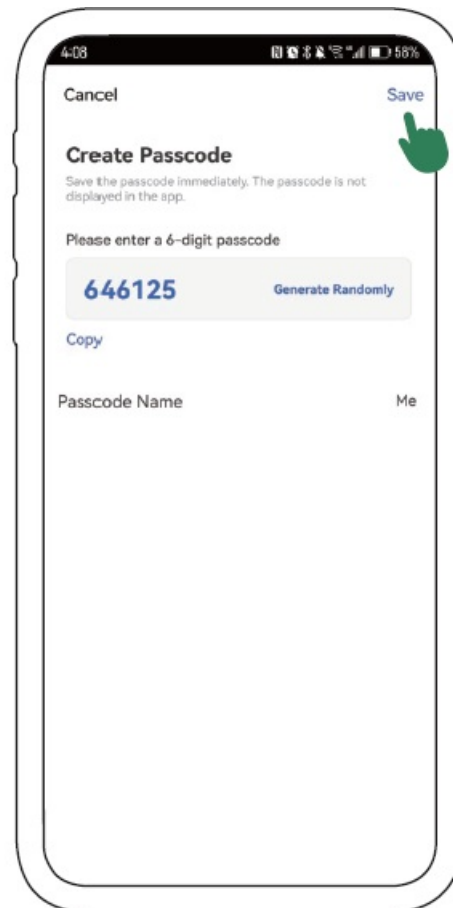 4:08 58%
Cancel Save
Create Passcode
Save the passcode immediately. The passcode is not
displayed in the app.
Please enter a 6-digit passcode
646125 Generate Randomly
Copy
Passcode Name Me